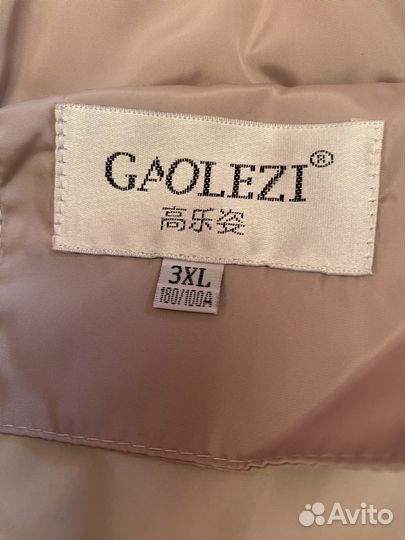 GAOLEZI®
高乐姿
3XL
180/100A
Avito